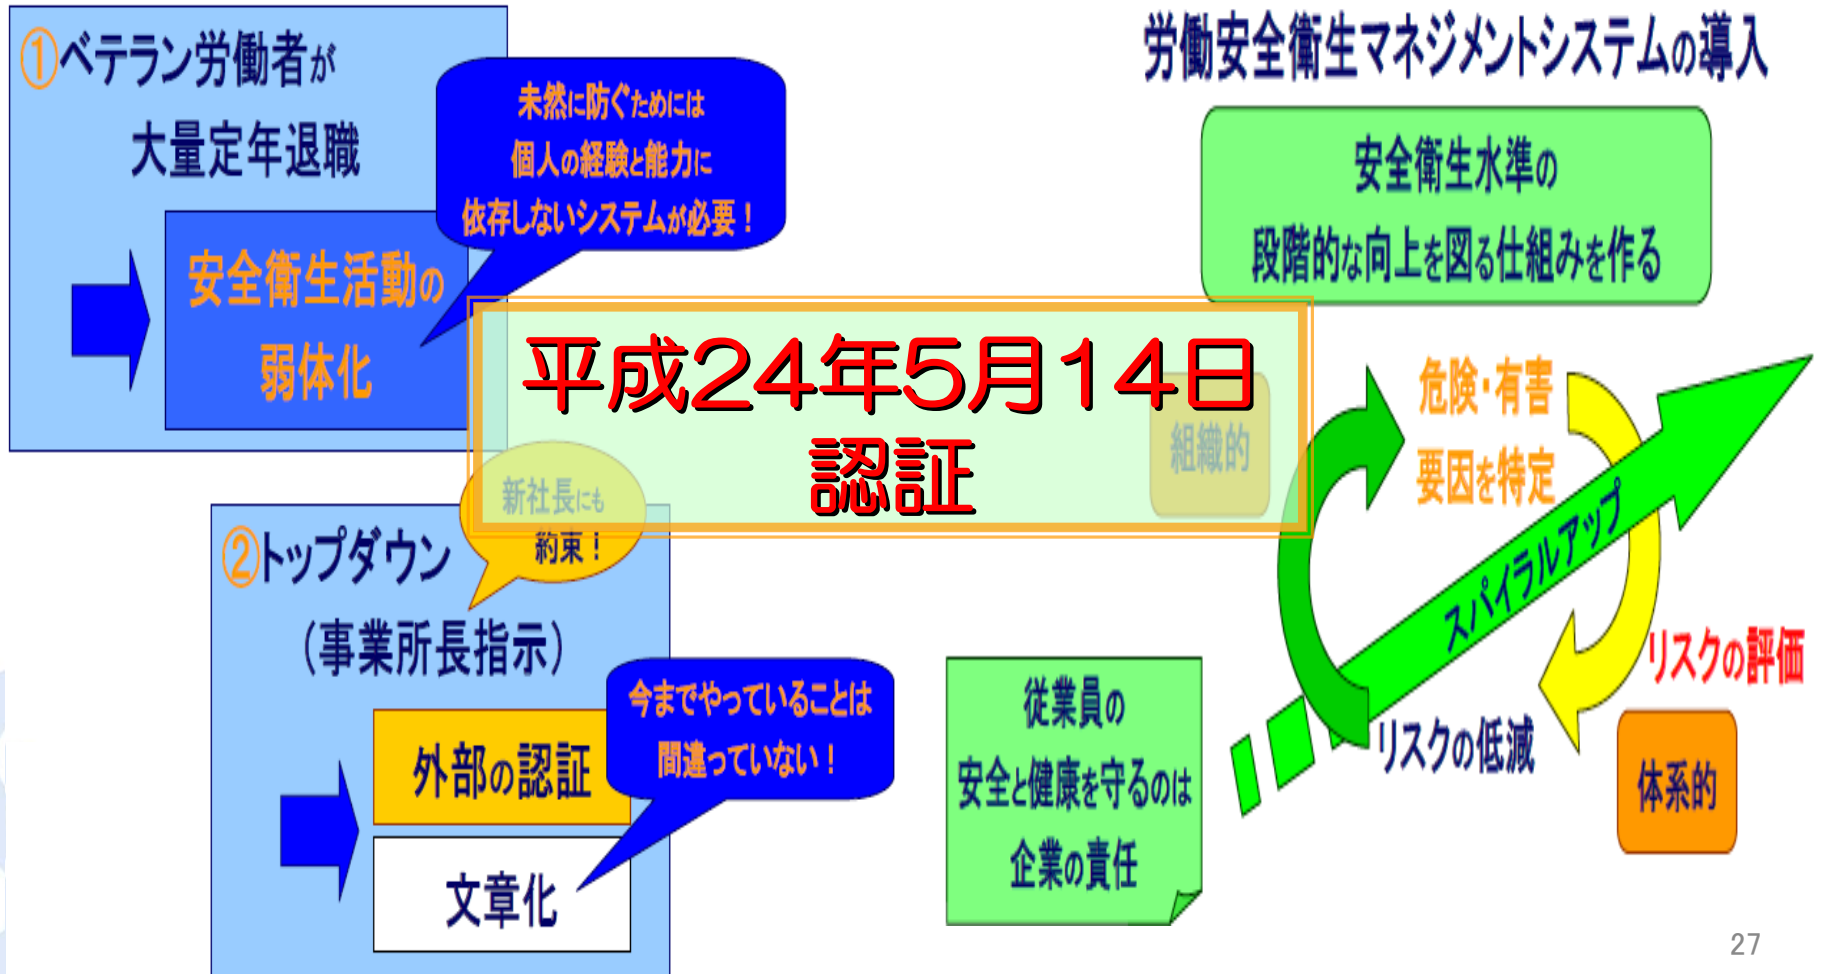 ①ベテラン労働者が
大量定年退職
未然に防ぐためには
個人の経験と能力に
依存しないシステムが必要！
安全衛生活動の
弱体化
労働安全衛生マネジメントシステムの導入
安全衛生水準の
段階的な向上を図る仕組みを作る
平成24年5月14日
認証
組織的
危険・有害
要因を特定
スパイラルアップ
リスクの評価
リスクの低減
体系的
新社長にも
約束！
②トップダウン
（事業所長指示）
今までやっていることは
間違っていない！
外部の認証
文章化
従業員の
安全と健康を守るのは
企業の責任
27